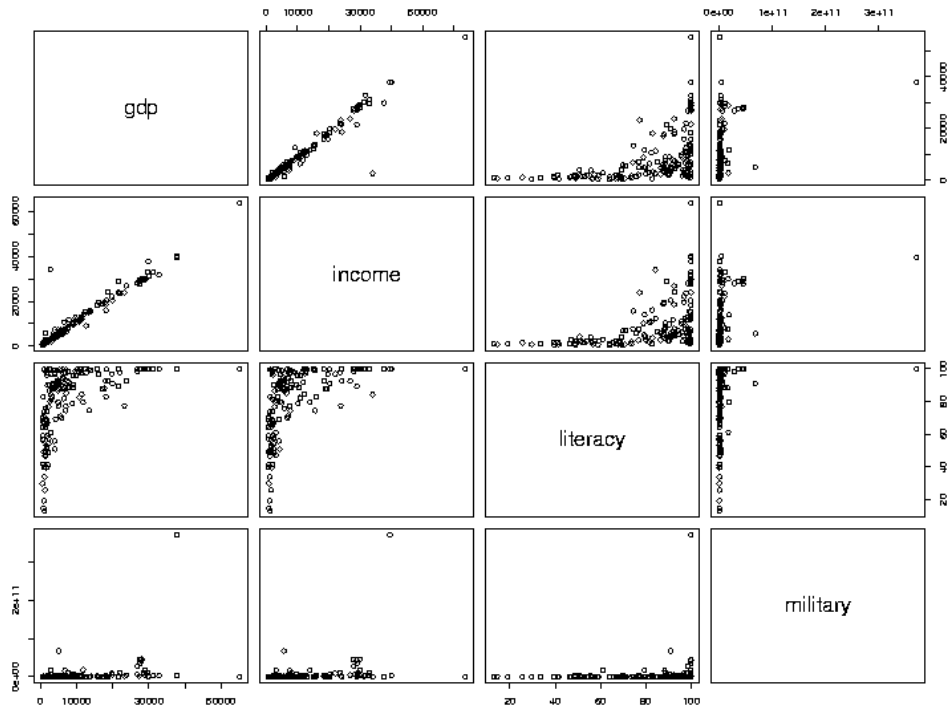 0 10000 30000 60000
0e+00 1e+11 2e+11 3e+11
gdp
0 20000 40000
0 20000 40000 60000
income
literacy
20 40 60 80 100
0e+00 2e+11
military
0 10000 30000 50000
20 40 60 80 100